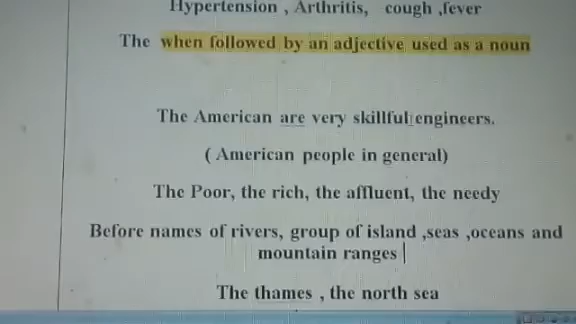 Hypertension , Arthritis, cough ,fever
The when followed by an adjective used as a noun
The American are very skillful engineers.
( American people in general)
The Poor, the rich, the affluent, the needy
Before names of rivers, group of island ,seas ,oceans and
mountain ranges
The thames , the north sea